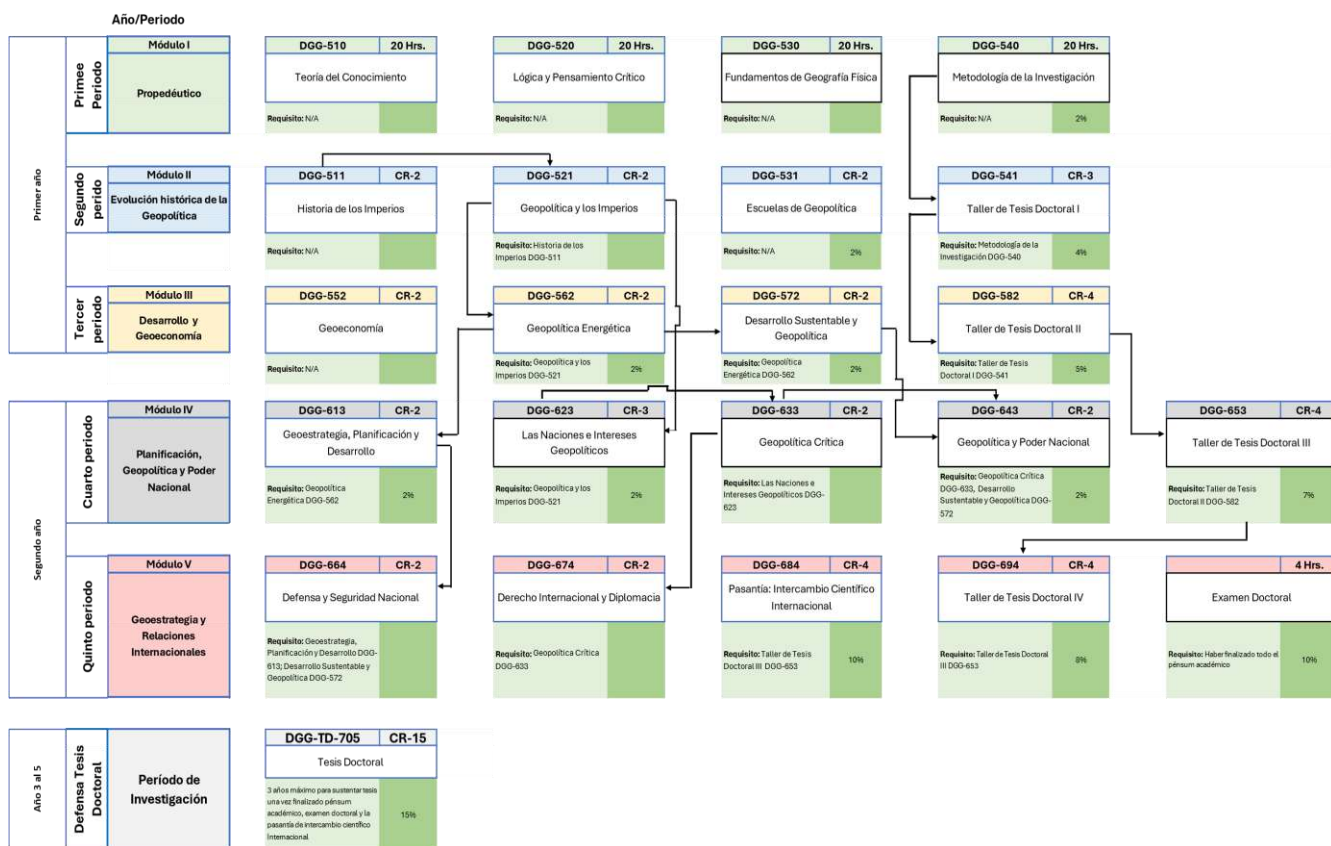 Año/Periodo
Primer año
Primee Periodo
Módulo I
Propedéutico
DGG-510 20 Hrs.
Teoría del Conocimiento
Requisito: N/A
DGG-520 20 Hrs.
Lógica y Pensamiento Crítico
Requisito: N/A
DGG-530 20 Hrs.
Fundamentos de Geografía Física
Requisito: N/A
DGG-540 20 Hrs.
Metodología de la Investigación
Requisito: N/A 2%
Segundo perido
Módulo II
Evolución histórica de la
Geopolítica
DGG-511 CR-2
Historia de los Imperios
Requisito: N/A
DGG-521 CR-2
Geopolítica y los Imperios
Requisito: Historia de los
Imperios DGG-511
DGG-531 CR-2
Escuelas de Geopolítica
Requisito: N/A 2%
DGG-541 CR-3
Taller de Tesis Doctoral I
Requisito: Metodología de la
Investigación DGG-540 4%
Tercer periodo
Módulo III
Desarrollo y
Geoeconomía
DGG-552 CR-2
Geoeconomía
Requisito: N/A
DGG-562 CR-2
Geopolítica Energética
Requisito: Geopolítica y los
Imperios DGG-521 2%
DGG-572 CR-2
Desarrollo Sustentable y
Geopolítica
Requisito: Geopolítica
Energética DGG-562 2%
DGG-582 CR-4
Taller de Tesis Doctoral II
Requisito: Taller de Tesis
Doctoral I DGG-541 5%
Segundo año
Cuarto periodo
Módulo IV
Planificación,
Geopolítica y Poder
Nacional
DGG-613 CR-2
Geoestrategía, Planificación y
Desarrollo
Requisito: Geopolítica
Energética DGG-562 2%
DGG-623 CR-3
Las Naciones e Intereses
Geopolíticos
Requisito: Geopolítica y los
Imperios DGG-521 2%
DGG-633 CR-2
Geopolítica Crítica
Requisito: Las Naciones e
Intereses Geopolíticos DGG-
623
DGG-643 CR-2
Geopolítica y Poder Nacional
Requisito: Geopolítica Crítica
DGG-633, Desarrollo
Sustentable y Geopolítica DGG-
572 2%
DGG-653 CR-4
Taller de Tesis Doctoral III
Requisito: Taller de Tesis
Doctoral II DGG-582 7%
Quinto periodo
Módulo V
Geoestrategía y
Relaciones
Internacionales
DGG-664 CR-2
Defensa y Seguridad Nacional
Requisito: Geoestrategía,
Planificación y Desarrollo DGG-
613; Desarrollo Sustentable y
Geopolítica DGG-572
DGG-674 CR-2
Derecho Internacional y Diplomacia
Requisito: Geopolítica Crítica
DGG-633
DGG-684 CR-4
Pasantía: Intercambio Científico
Internacional
Requisito: Taller de Tesis
Doctoral III DGG-653 10%
DGG-694 CR-4
Taller de Tesis Doctoral IV
Requisito: Taller de Tesis Doctoral
III DGG-653 8%
4 Hrs.
Examen Doctoral
Requisito: Haber finalizado todo el
pénsum académico 10%
Año 3 al 5
Defensa Tesis Doctoral
Período de
Investigación
DGG-TD-705 CR-15
Tesis Doctoral
3 años máximo para sustentar tesis
una vez finalizado pénsum
académico, examen doctoral y la
pasantía de intercambio científico
Internacional 15%